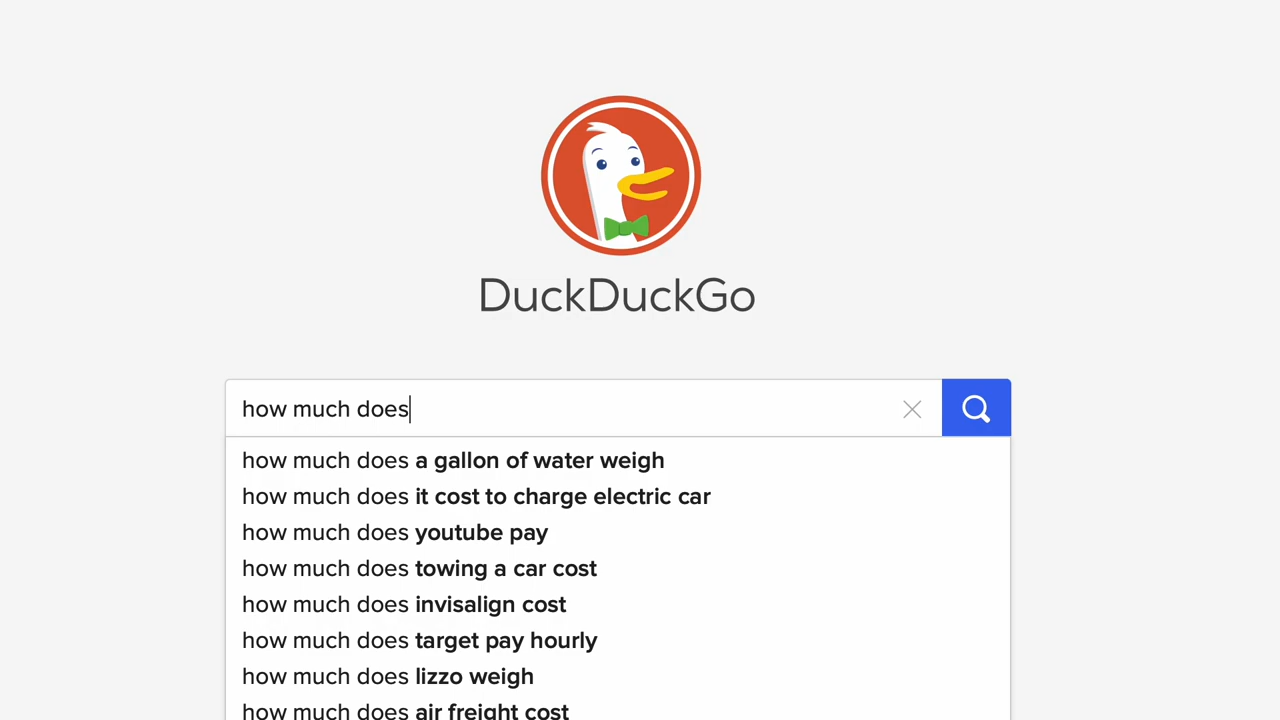 DuckDuckGo
how much does
how much does a gallon of water weigh
how much does it cost to charge electric car
how much does youtube pay
how much does towing a car cost
how much does invisalign cost
how much does target pay hourly
how much does lizzo weigh
how much does air freight cost